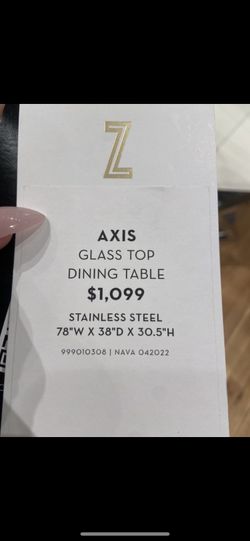 Z
AXIS
GLASS TOP
DINING TABLE
$1,099
STAINLESS STEEL
78"W X 38"D X 30.5"H
999010308 | NAVA 042022